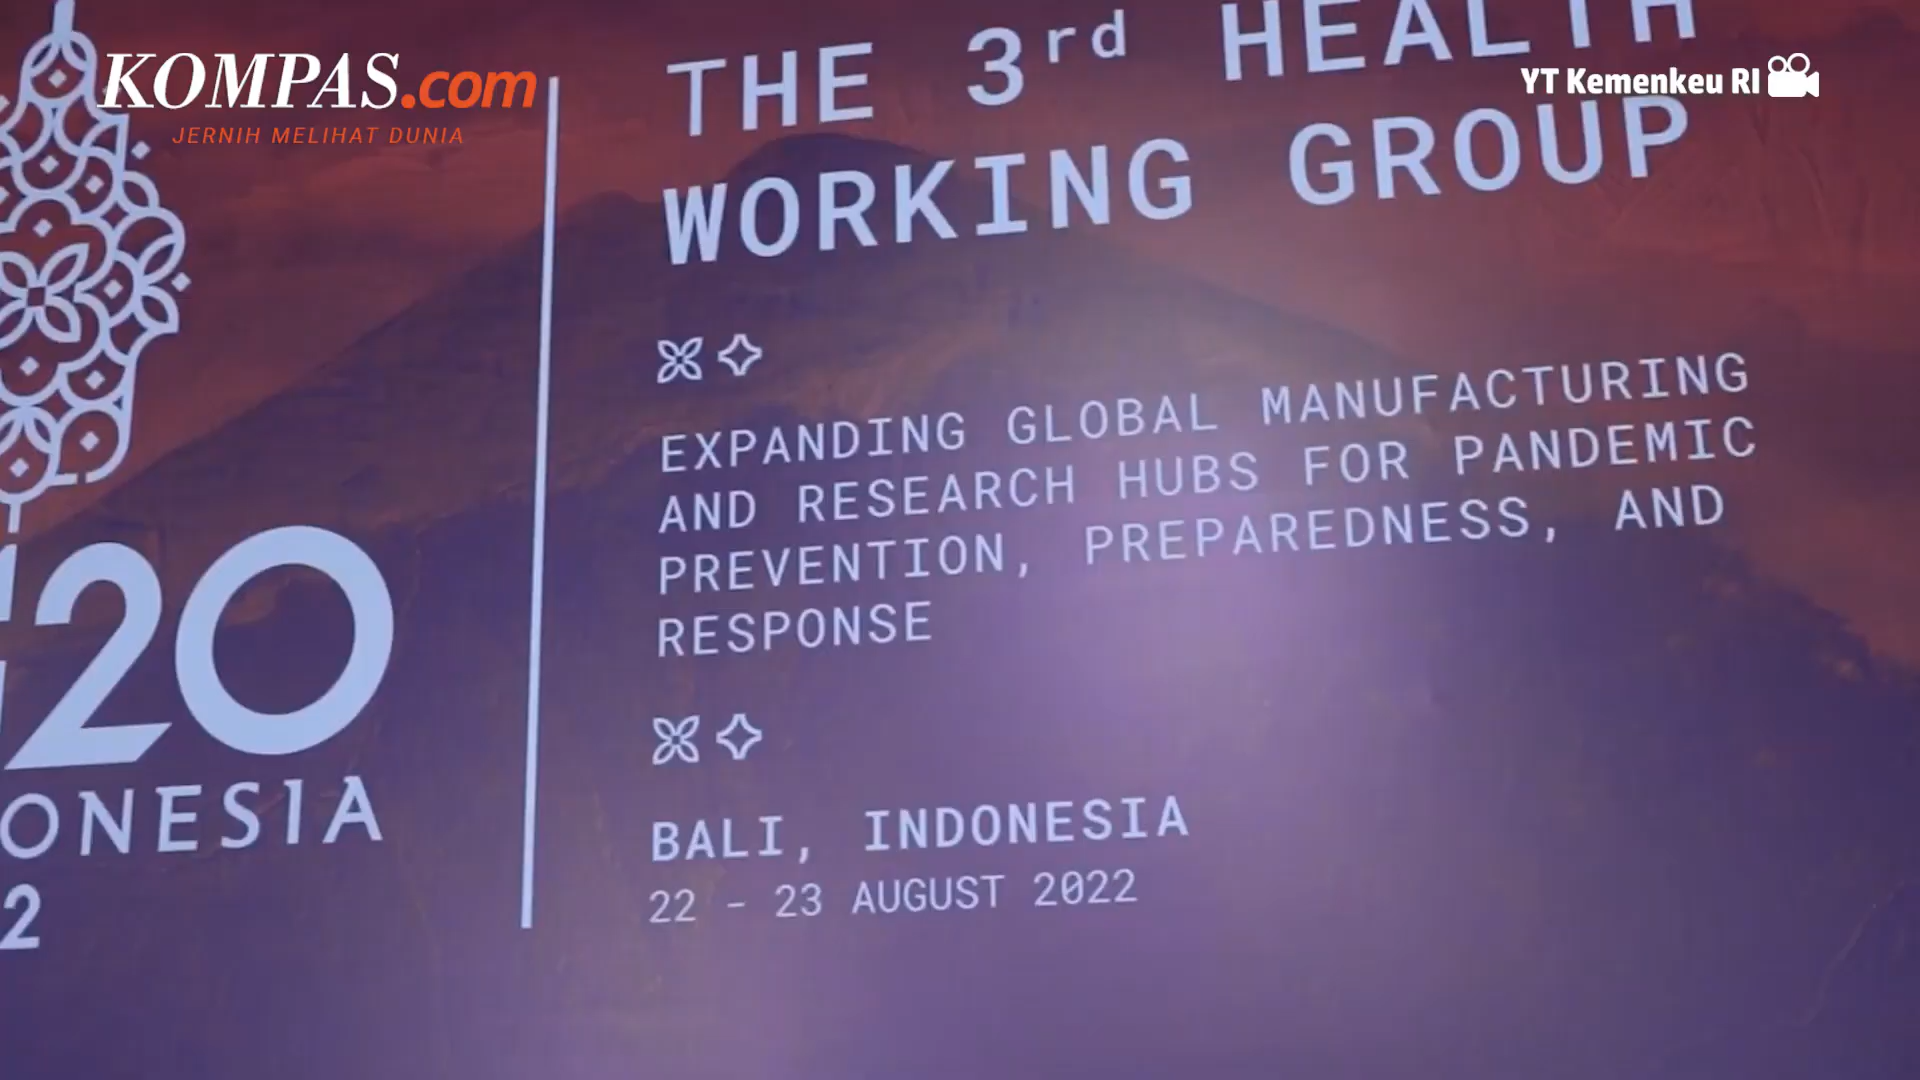 KOMPAS.com
JERNIH MELIHAT DUNIA
YT Kemenkeu RI
THE 3rd HEALTH
WORKING GROUP
EXPANDING GLOBAL MANUFACTURING
AND RESEARCH HUBS FOR PANDEMIC
PREVENTION, PREPAREDNESS, AND
RESPONSE
BALI, INDONESIA
22 - 23 AUGUST 2022
G20
ONESIA
2